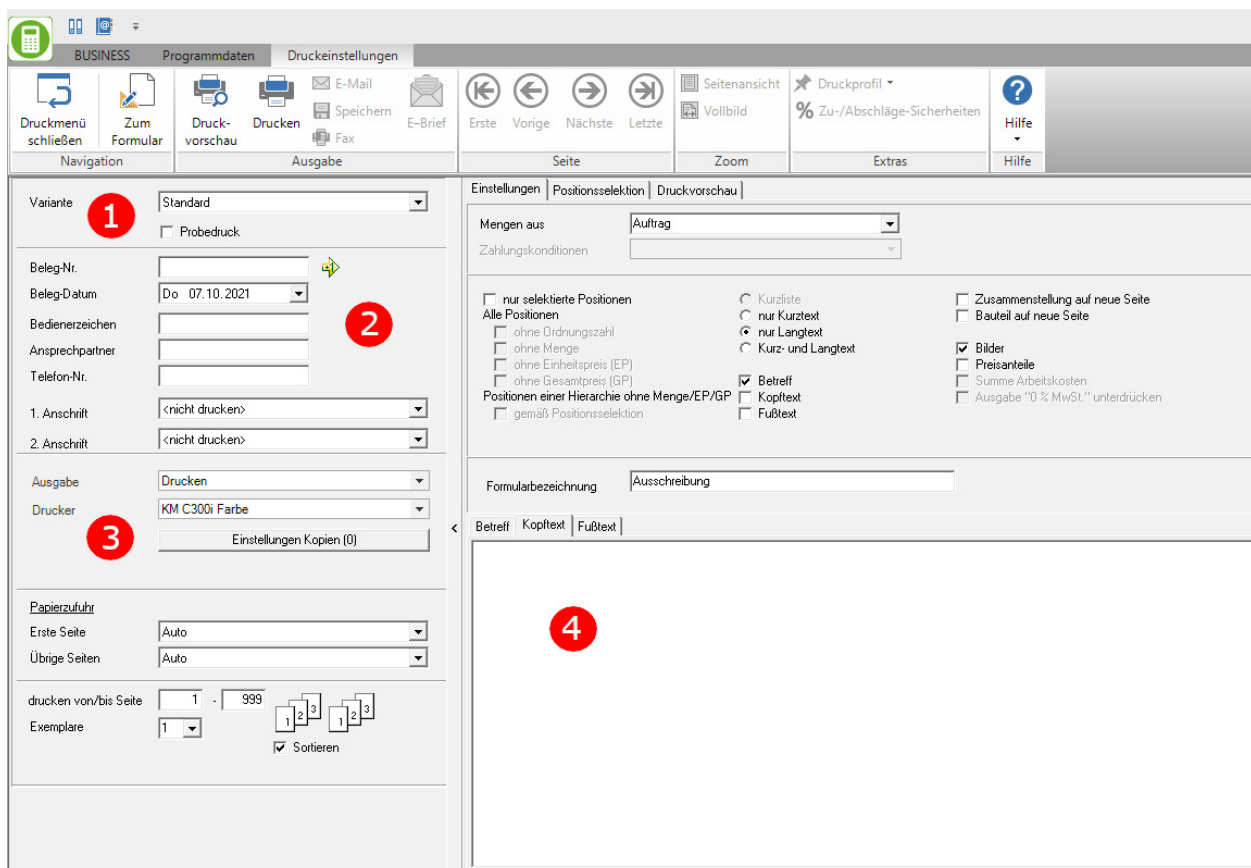 BUSINESS Programmdaten Druckeinstellungen
Druckmenü schließen
Zum Formular
Navigation
Druck-vorschau
Drucken
E-Mail
Speichern
Fax
E-Brief
Ausgabe
Erste Vorige Nächste Letzte
Seite
Seitenansicht
Vollbild
Zoom
Druckprofil
% Zu-/Abschläge-Sicherheiten
Extras
Hilfe
Hilfe
Variante Standard
1
Probedruck
Beleg-Nr.
Beleg-Datum Do 07.10.2021
2
Bedienerzeichen
Ansprechpartner
Telefon-Nr.
1. Anschrift <nicht drucken>
2. Anschrift <nicht drucken>
Ausgabe Drucken
Drucker KM C300i Farbe
3
Einstellungen Kopien (0)
Papierzufuhr
Erste Seite Auto
Übrige Seiten Auto
drucken von/bis Seite 1 - 999
1 2 3 1 2 3
Exemplare 1
Sortieren
<
Einstellungen Positionsselektion Druckvorschau
Mengen aus Auftrag
Zahlungskonditionen
nur selektierte Positionen
Alle Positionen
ohne Ordnungszahl
ohne Menge
ohne Einheitspreis (EP)
ohne Gesamtpreis (GP)
Positionen einer Hierarchie ohne Menge/EP/GP
gemäß Positionsselektion
Kurzliste
nur Kurztext
nur Langtext
Kurz- und Langtext
Betreff
Kopftext
Fußtext
Zusammenstellung auf neue Seite
Bauteil auf neue Seite
Bilder
Preisanteile
Summe Arbeitskosten
Ausgabe "0 % MwSt." unterdrücken
Formularbezeichnung Ausschreibung
Betreff Kopftext Fußtext
4